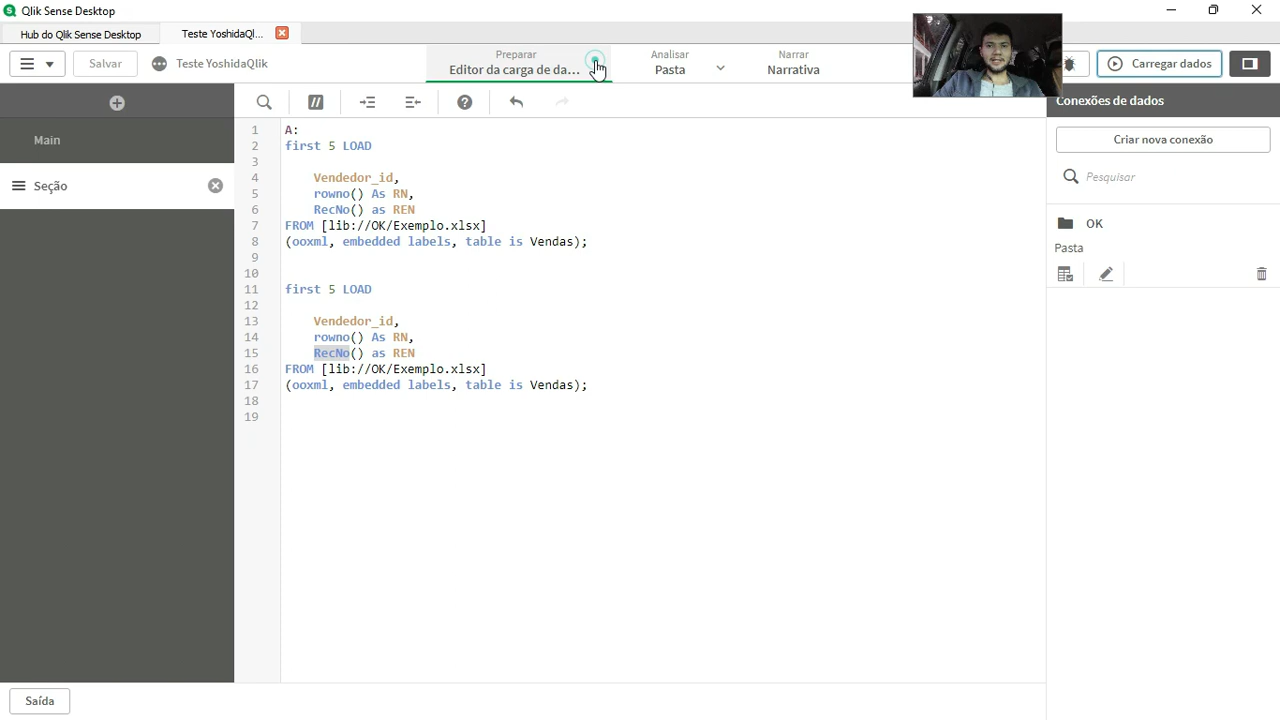 Qlik Sense Desktop
Hub do Qlik Sense Desktop
Teste YoshidaQl...
Salvar
Teste YoshidaQlik
Preparar
Editor da carga de da...
Analisar
Pasta
Narrar
Narrativa
Carregar dados
Main
Seção
1 A:
2 first 5 LOAD
3
4 Vendedor_id,
5 rowno() As RN,
6 RecNo() as REN
7 FROM [lib://OK/Exemplo.xlsx]
8 (ooxml, embedded labels, table is Vendas);
9
10
11 first 5 LOAD
12
13 Vendedor_id,
14 rowno() As RN,
15 RecNo() as REN
16 FROM [lib://OK/Exemplo.xlsx]
17 (ooxml, embedded labels, table is Vendas);
18
19
Conexões de dados
Criar nova conexão
Pesquisar
OK
Pasta
Saída